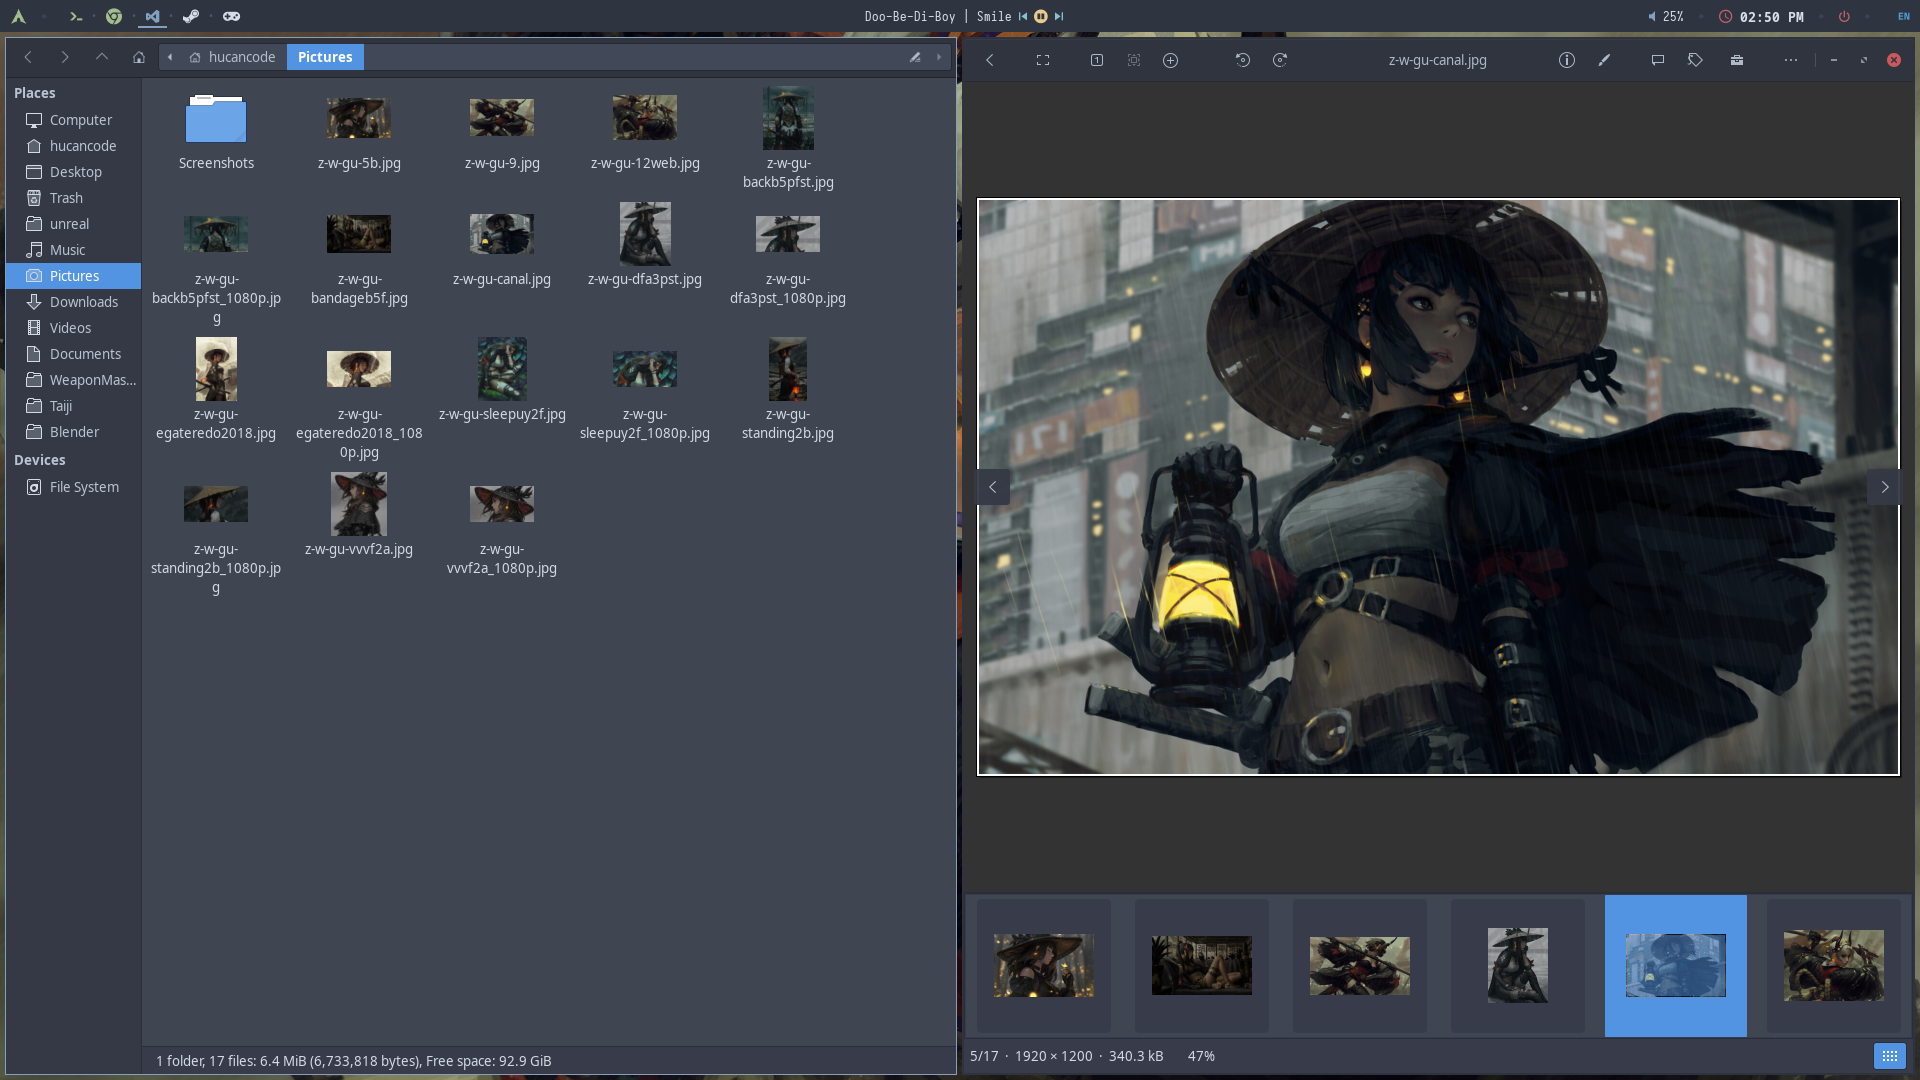 Doo-Be-Di-Boy | Smile
25%
02:50 PM
EN
hucancode
Pictures
z-w-gu-canal.jpg
Places
Computer
hucancode
Desktop
Trash
unreal
Music
Pictures
Downloads
Videos
Documents
WeaponMas...
Taiji
Blender
Devices
File System
Screenshots
z-w-gu-5b.jpg
z-w-gu-9.jpg
z-w-gu-12web.jpg
z-w-gu-
backb5pfst.jpg
z-w-gu-
backb5pfst_1080p.jp
g
z-w-gu-
bandageb5f.jpg
z-w-gu-canal.jpg
z-w-gu-dfa3pst.jpg
z-w-gu-
dfa3pst_1080p.jpg
z-w-gu-
egateredo2018.jpg
z-w-gu-
egateredo2018_108
0p.jpg
z-w-gu-sleepuy2f.jpg
z-w-gu-
sleepuy2f_1080p.jpg
z-w-gu-
standing2b.jpg
z-w-gu-
standing2b_1080p.jp
g
z-w-gu-vvvf2a.jpg
z-w-gu-
vvvf2a_1080p.jpg
1 folder, 17 files: 6.4 MiB (6,733,818 bytes), Free space: 92.9 GiB
5/17 · 1920 × 1200 · 340.3 kB 47%